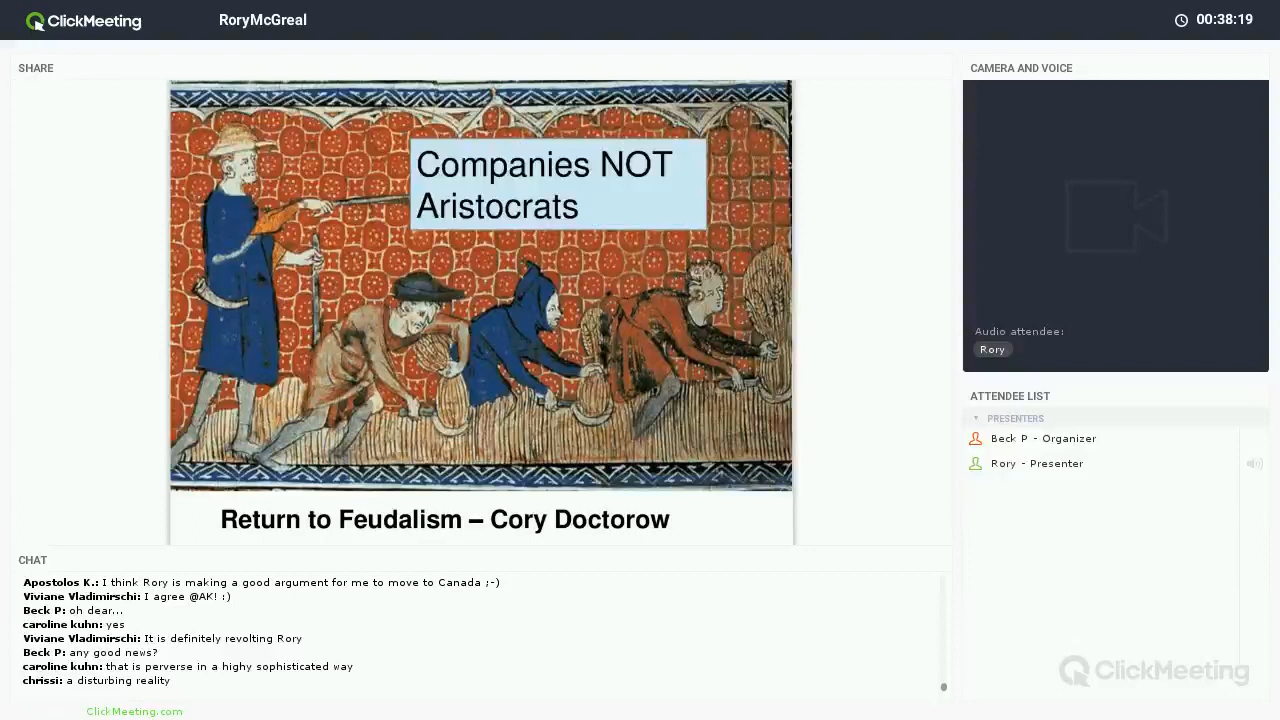 ClickMeeting
RoryMcGreal
00:38:19
SHARE
Companies NOT
Aristocrats
Return to Feudalism – Cory Doctorow
CAMERA AND VOICE
Audio attendee:
Rory
ATTENDEE LIST
PRESENTERS
Beck P - Organizer
Rory - Presenter
CHAT
Apostolos K.: I think Rory is making a good argument for me to move to Canada ;-)
Viviane Vladimirschi: I agree @AK! :)
Beck P: oh dear...
caroline kuhn: yes
Viviane Vladimirschi: It is definitely revolting Rory
Beck P: any good news?
caroline kuhn: that is perverse in a highy sophisticated way
chrissi: a disturbing reality
ClickMeeting
ClickMeeting.com